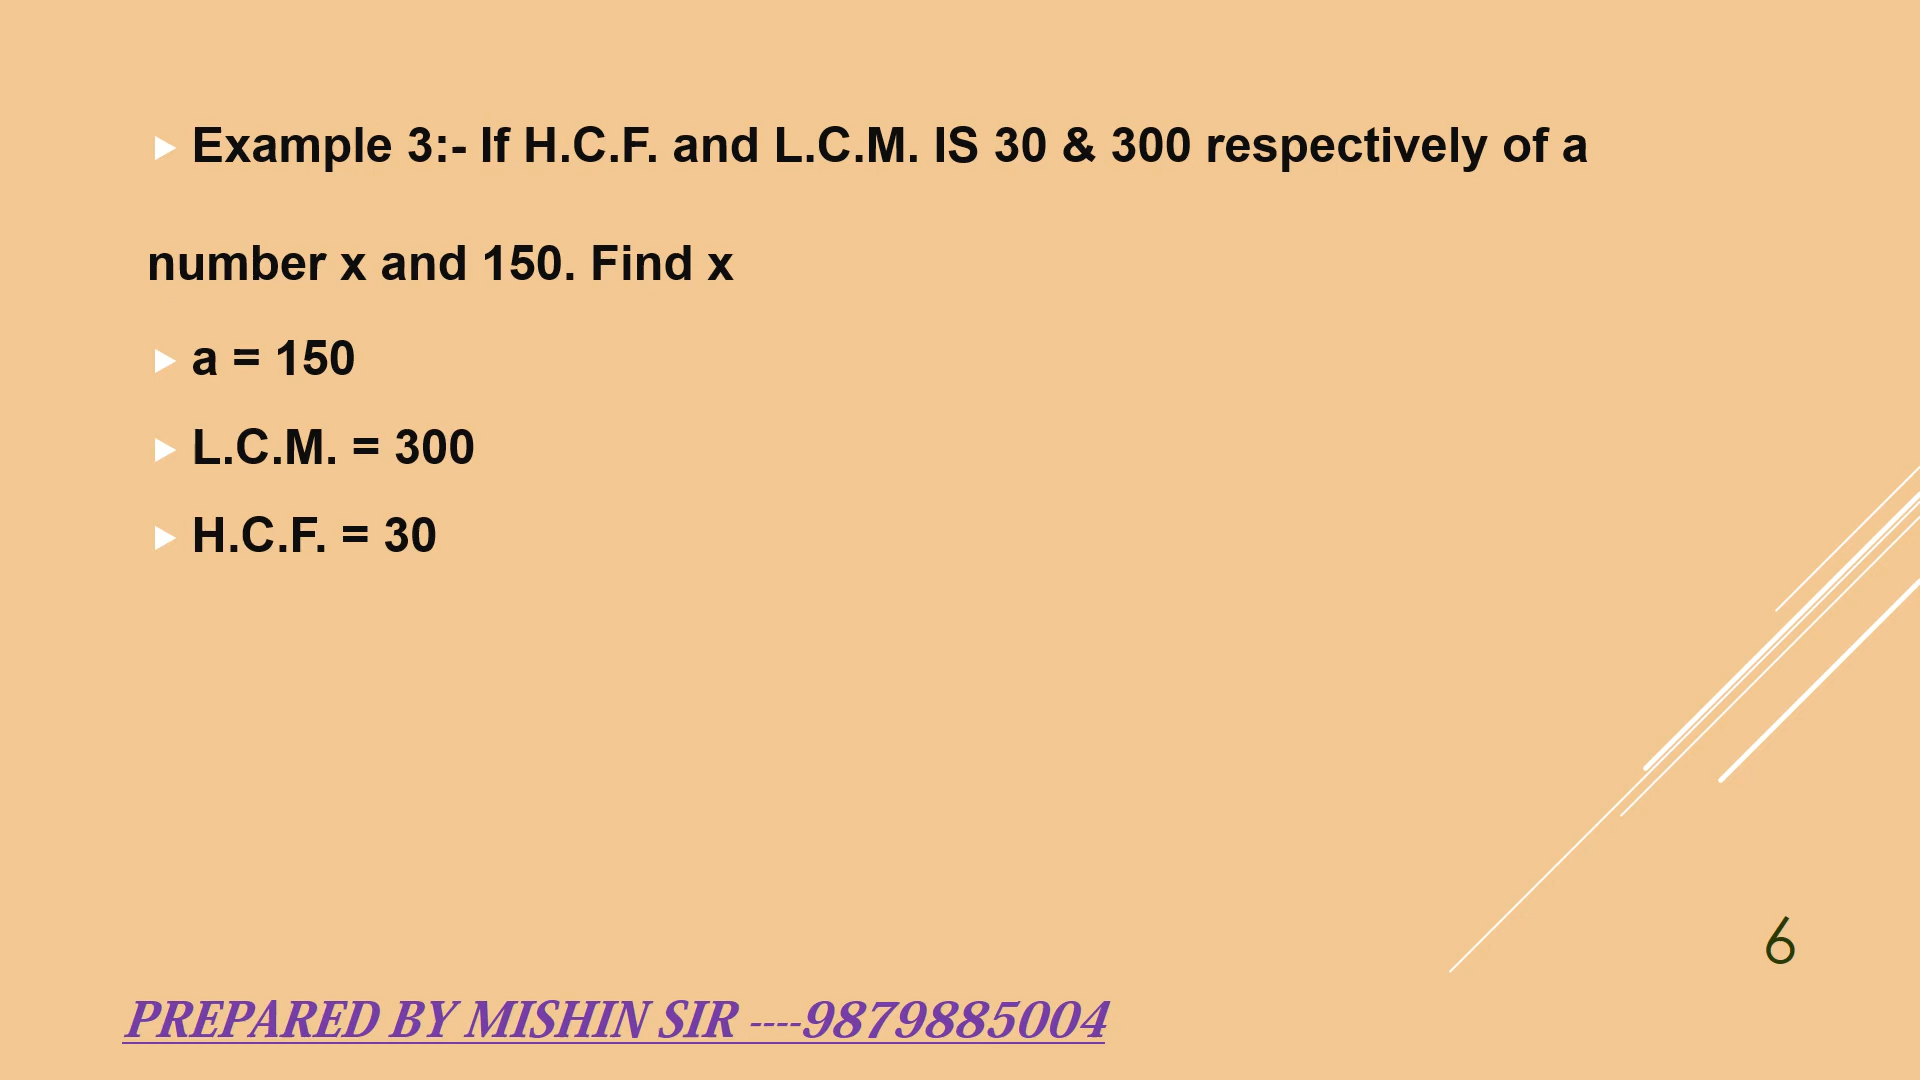 Example 3:- If H.C.F. and L.C.M. IS 30 & 300 respectively of a
number x and 150. Find x
a = 150
L.C.M. = 300
H.C.F. = 30
6
PREPARED BY MISHIN SIR ----9879885004